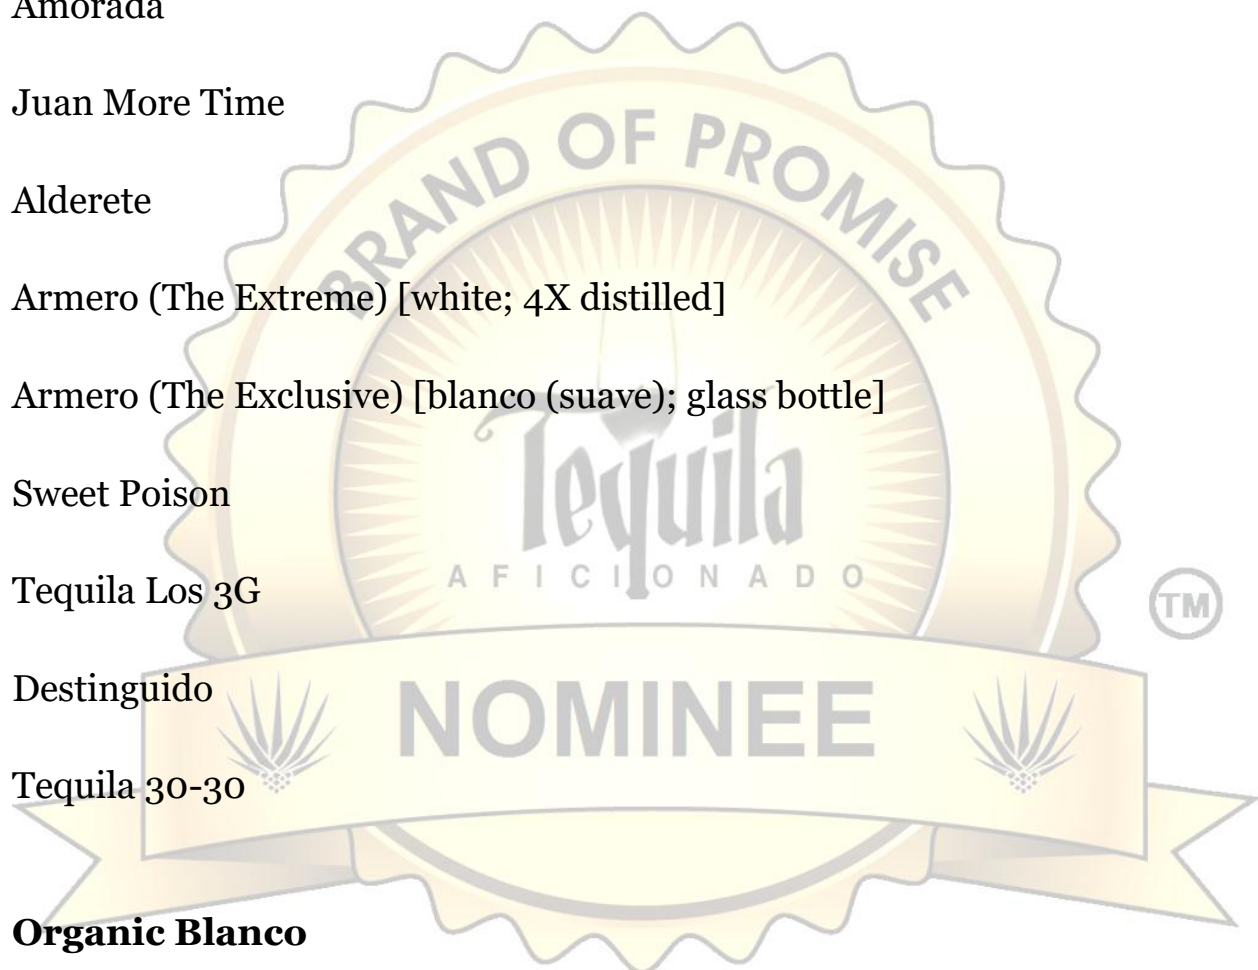 Amorada
Juan More Time
Alderete
Armero (The Extreme) [white; 4X distilled]
Armero (The Exclusive) [blanco (suave); glass bottle]
Sweet Poison
Tequila Los 3G
Destinguido
Tequila 30-30
Organic Blanco
BRAND OF PROMISE
Tequila
AFICIONADO
TM
NOMINEE